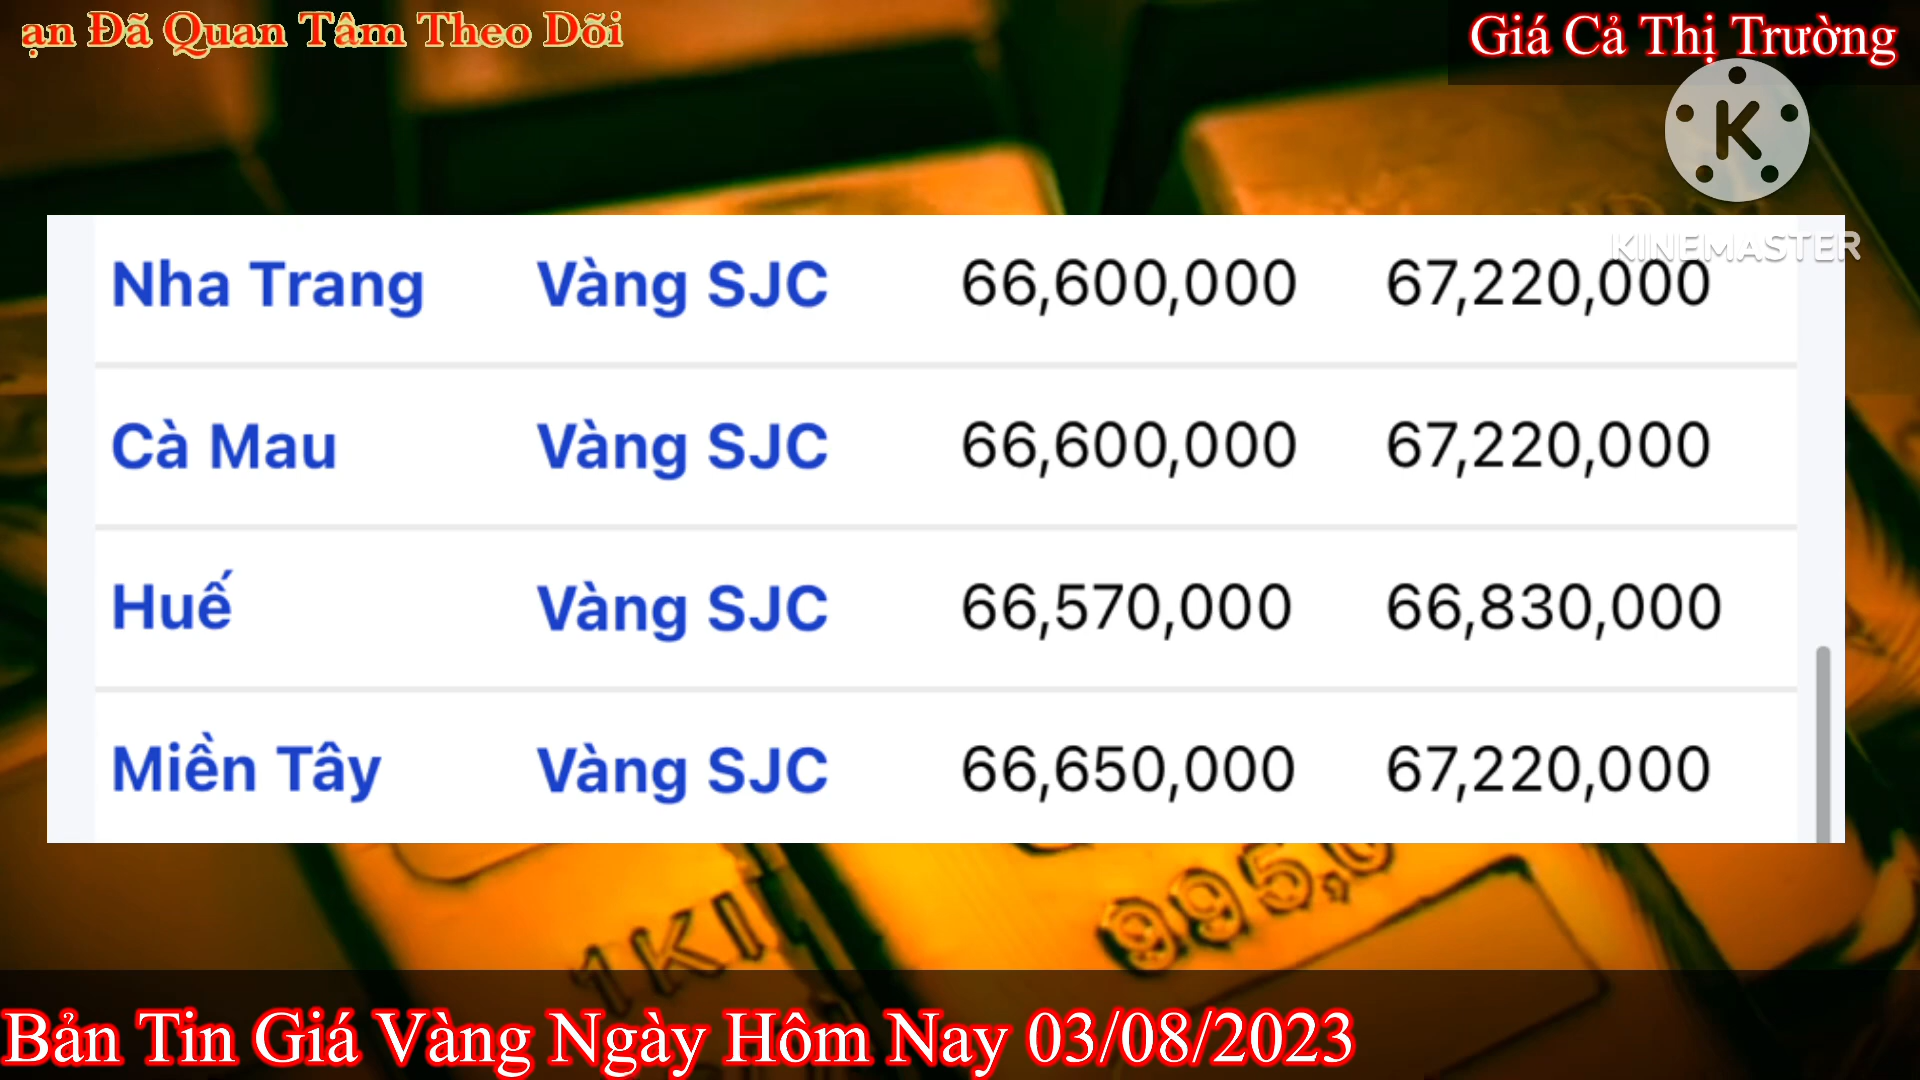 ạn Đã Quan Tâm Theo Dõi
Giá Cả Thị Trường
K
KINEMASTER
Nha Trang Vàng SJC 66,600,000 67,220,000
Cà Mau Vàng SJC 66,600,000 67,220,000
Huế Vàng SJC 66,570,000 66,830,000
Miền Tây Vàng SJC 66,650,000 67,220,000
1KI
995,0
Bản Tin Giá Vàng Ngày Hôm Nay 03/08/2023